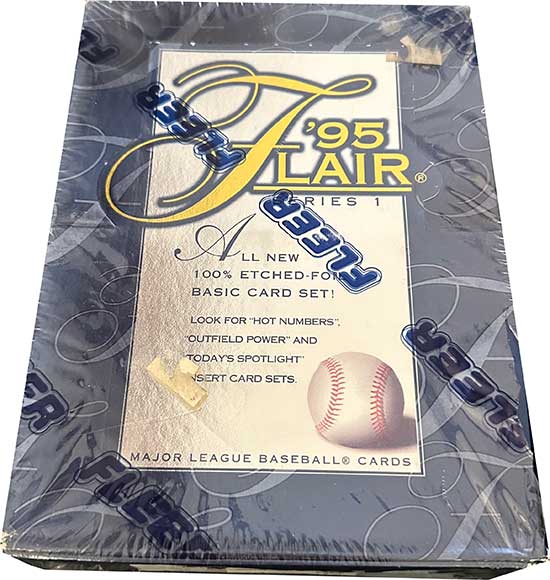 '95
FLAIR®
SERIES 1
ALL NEW
100% ETCHED-FOIL
BASIC CARD SET!
LOOK FOR "HOT NUMBERS",
"OUTFIELD POWER" AND
"TODAY'S SPOTLIGHT"
INSERT CARD SETS.
MAJOR LEAGUE BASEBALL® CARDS
FLEER
FLEER
FLEER
FLEER
FLEER